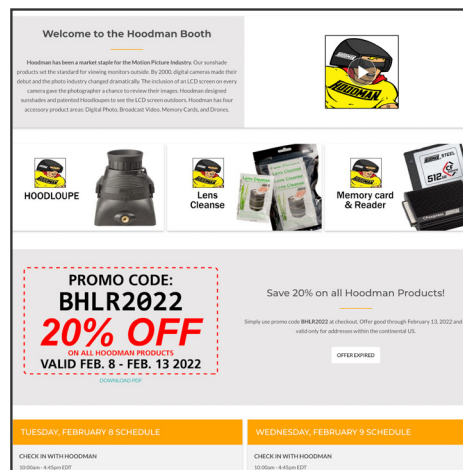 Welcome to the Hoodman Booth
Hoodman has been a market staple for the Motion Picture Industry. Our sunshade
products set the standard for viewing monitors outside. By 2000, digital cameras made their
debut and the photo industry changed dramatically. The inclusion of an LCD screen on every
camera gave the photographer a chance to review their images. Hoodman designed
sunshades and patented Hoodloupes to see the LCD screen outdoors. Hoodman has four
accessory product areas: Digital Photo, Broadcast Video, Memory Cards, and Drones.
HOODMAN
HOODLOUPE
Lens
Cleanse
Memory card
& Reader
STEEL
512
PROMO CODE:
BHLR2022
20% OFF
ON ALL HOODMAN PRODUCTS
VALID FEB. 8 - FEB. 13 2022
DOWNLOAD PDF
Save 20% on all Hoodman Products!
Simply use promo code BHLR2022 at checkout. Offer good through February 13, 2022 and
valid only for addresses within the continental US.
OFFER EXPIRED
TUESDAY, FEBRUARY 8 SCHEDULE
CHECK IN WITH HOODMAN
10:00am - 4:45pm EDT
WEDNESDAY, FEBRUARY 9 SCHEDULE
CHECK IN WITH HOODMAN
10:00am - 4:45pm EDT